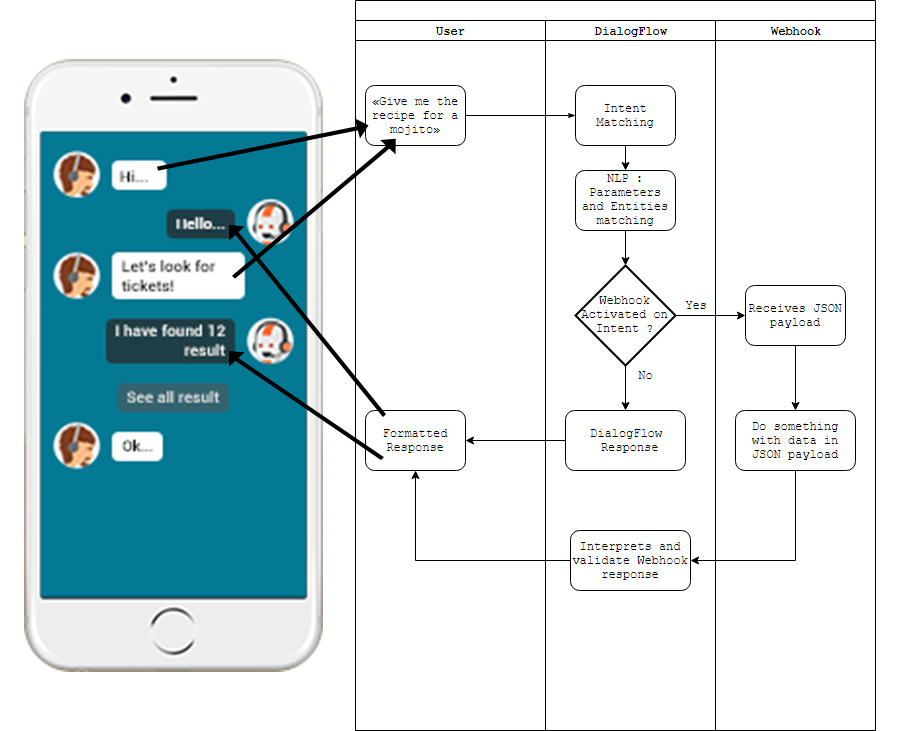 User
DialogFlow
Webhook
Hi...
Hello...
Let's look for
tickets!
I have found 12
result
See all result
Ok...
«Give me the
recipe for a
mojito»
Intent
Matching
NLP :
Parameters
and Entities
matching
Webhook
Activated on
Intent ?
Yes
No
Receives JSON
payload
Formatted
Response
DialogFlow
Response
Do something
with data in
JSON payload
Interprets and
validate Webhook
response